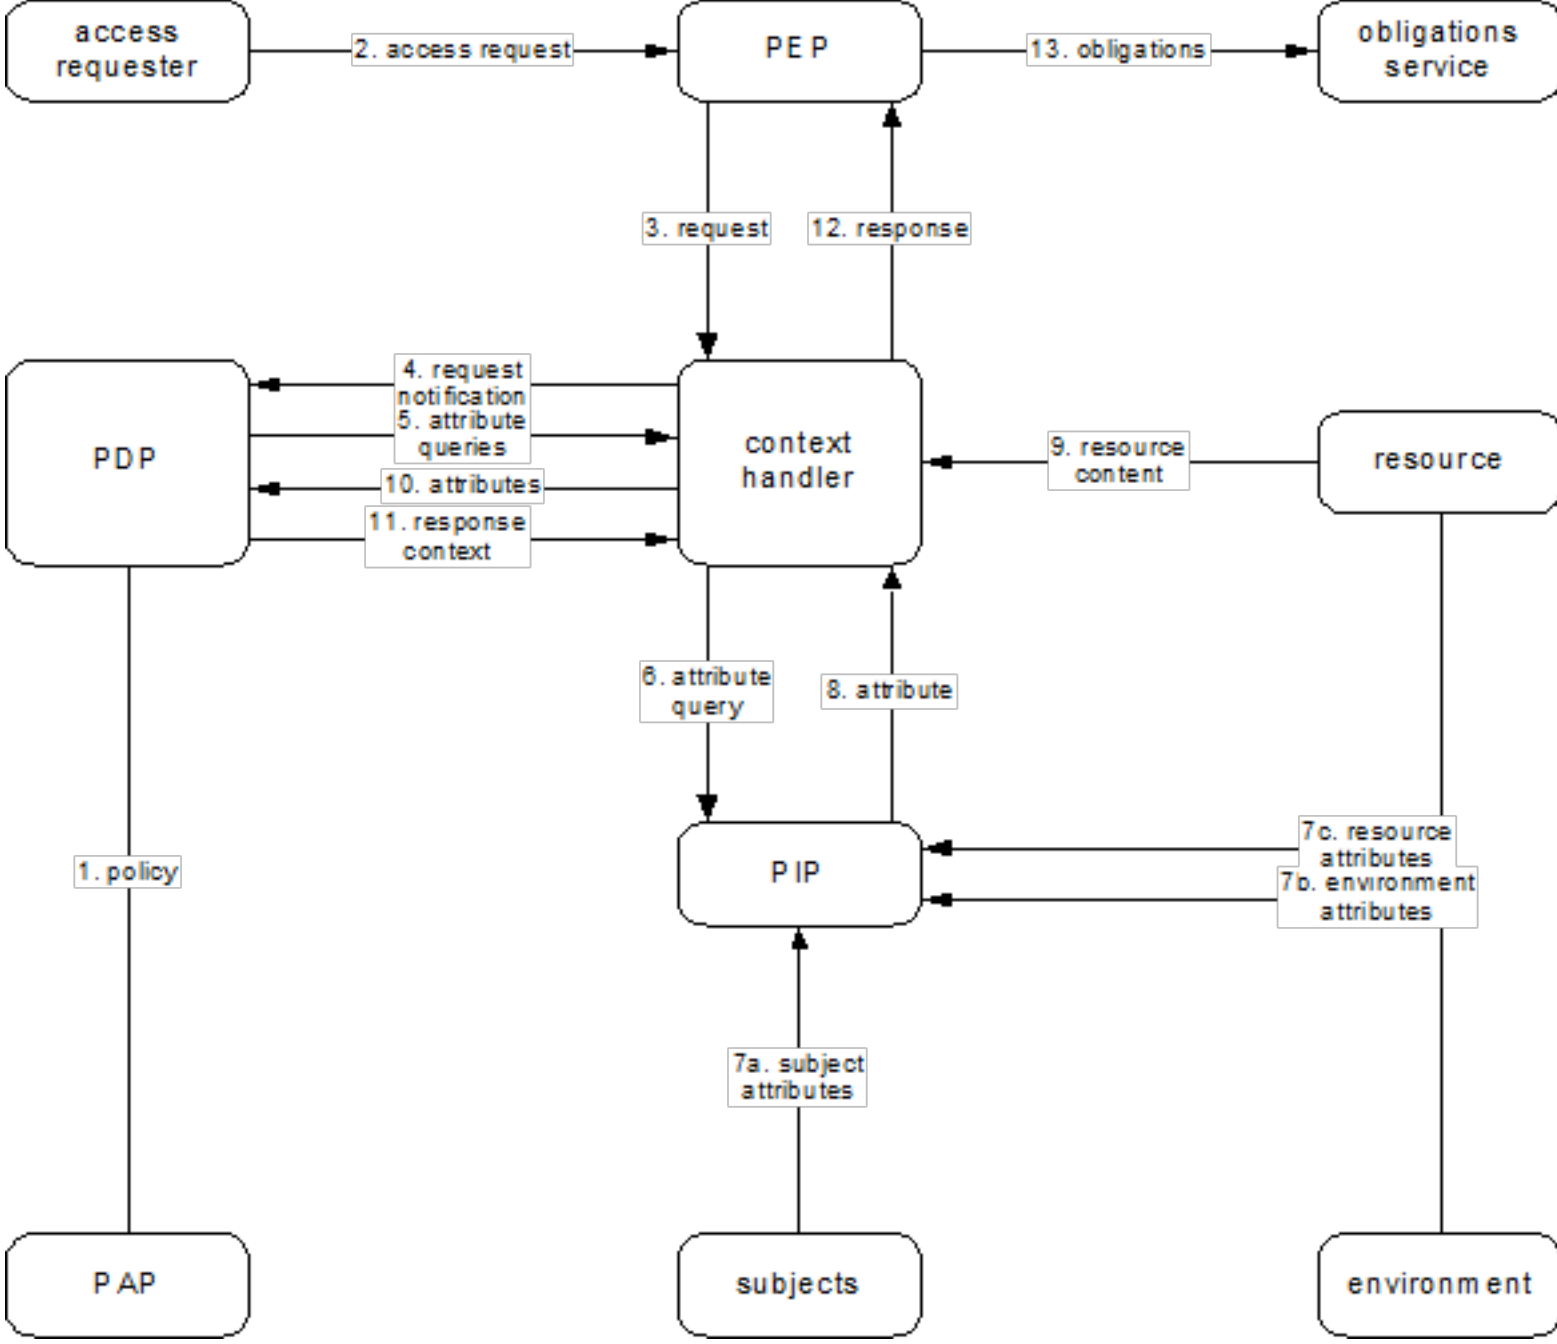 access
requester
2. access request
PEP
13. obligations
obligations
service
3. request
12. response
4. request
notification
5. attribute
queries
10. attributes
11. response
context
PDP
context
handler
9. resource
content
resource
6. attribute
query
8. attribute
1. policy
PIP
7c. resource
attributes
7b. environment
attributes
7a. subject
attributes
PAP
subjects
environment